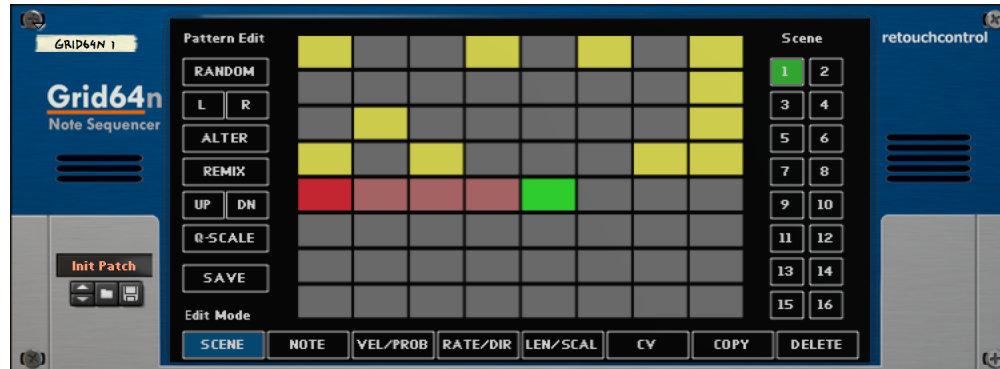 GRID64N 1
Grid64n
Note Sequencer
Init Patch
Pattern Edit
RANDOM
L R
ALTER
REMIX
UP DN
Q-SCALE
SAVE
Edit Mode
SCENE NOTE VEL/PROB RATE/DIR LEN/SCAL CV COPY DELETE
Scene
1 2
3 4
5 6
7 8
9 10
11 12
13 14
15 16
retouchcontrol